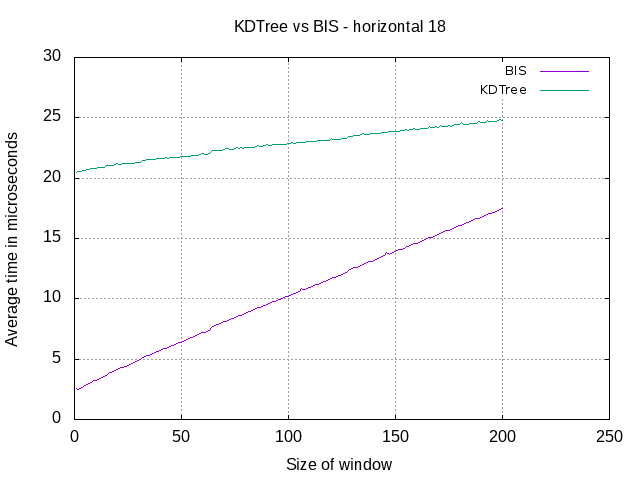 KDTree vs BIS - horizontal 18
BIS
KDTree
Average time in microseconds
30
25
20
15
10
5
0
0 50 100 150 200 250
Size of window